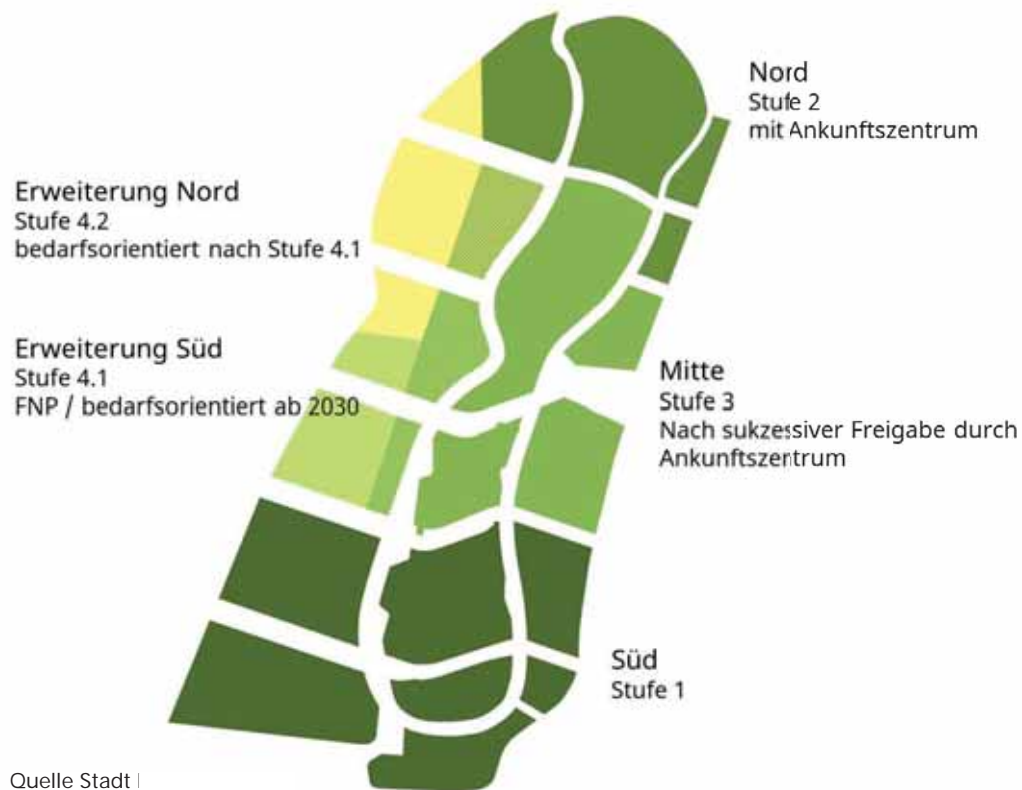 Nord
Stufe 2
mit Ankunftszentrum
Erweiterung Nord
Stufe 4.2
bedarfsorientiert nach Stufe 4.1
Erweiterung Süd
Stufe 4.1
FNP / bedarfsorientiert ab 2030
Mitte
Stufe 3
Nach sukzessiver Freigabe durch
Ankunftszentrum
Süd
Stufe 1
Quelle Stadt